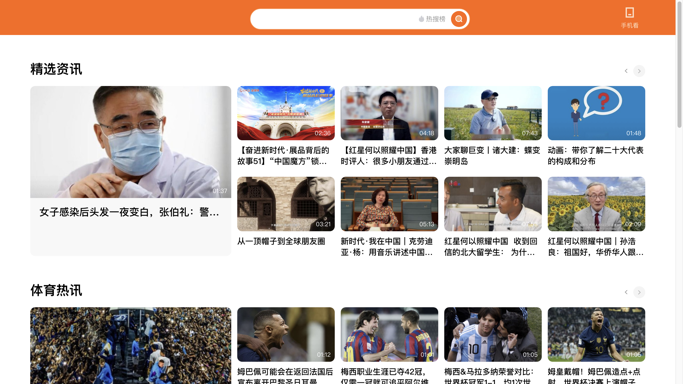 热搜榜
手机看
精选资讯
01:37
女子感染后头发一夜变白，张伯礼：警...
02:36
【奋进新时代·展品背后的
故事51】“中国魔方”锁...
04:18
【红星何以照耀中国】香港
时评人：很多小朋友通过...
07:43
大家聊巨变丨诸大建：蝶变
崇明岛
01:48
动画：带你了解二十大代表
的构成和分布
03:21
从一顶帽子到全球朋友圈
05:13
新时代·我在中国丨克劳迪
亚·杨：用音乐讲述中国...
红星何以照耀中国 收到回
信的北大留学生： 为什...
02:09
红星何以照耀中国丨孙浩
良：祖国好，华侨华人跟...
体育热讯
01:12
姆巴佩可能会在返回法国后
宣布离开巴黎圣日耳曼
梅西职业生涯已夺42冠，
仅需一冠就可追平阿尔维
01:05
梅西&马拉多纳荣誉对比：
世界杯冠军1-1，均1次世
01:05
姆皇戴帽！姆巴佩造点+点
射，世界杯决赛上演帽子